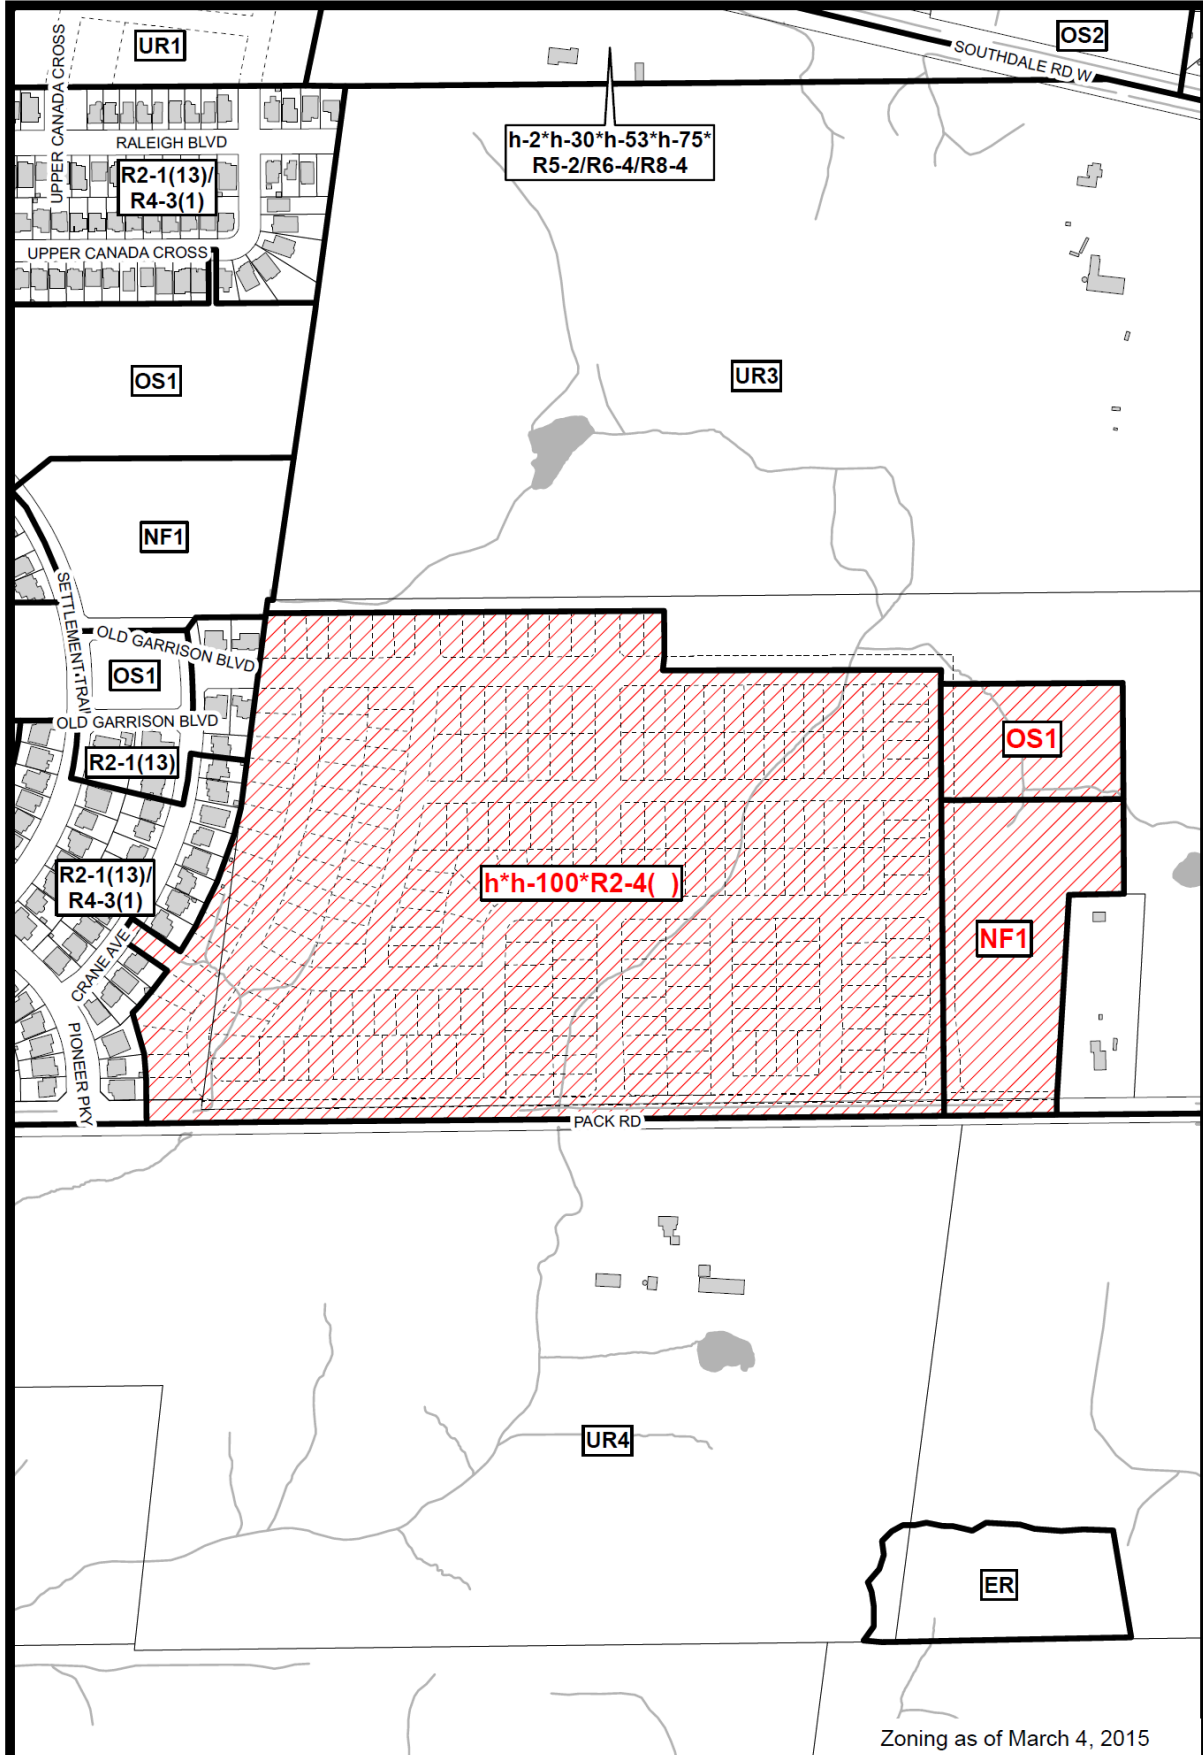 UR1
OS2
SOUTHDALE RD W
UPPER CANADA CROSS
RALEIGH BLVD
h-2*h-30*h-53*h-75*
R5-2/R6-4/R8-4
R2-1(13)/
R4-3(1)
UPPER CANADA CROSS
OS1
UR3
NF1
SETTLEMENT TRAIL
OLD GARRISON BLVD
OS1
OLD GARRISON BLVD
R2-1(13)
OS1
R2-1(13)/
R4-3(1)
h*h-100*R2-4( )
NF1
CRANE AVE
PIONEER PKY
PACK RD
UR4
ER
Zoning as of March 4, 2015